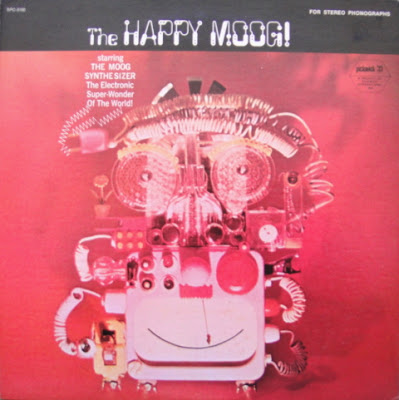 FOR STEREO PHONOGRAPHS
The HAPPY MOOG!
starring
THE MOOG
SYNTHESIZER
The Electronic
Super-Wonder
Of The World!